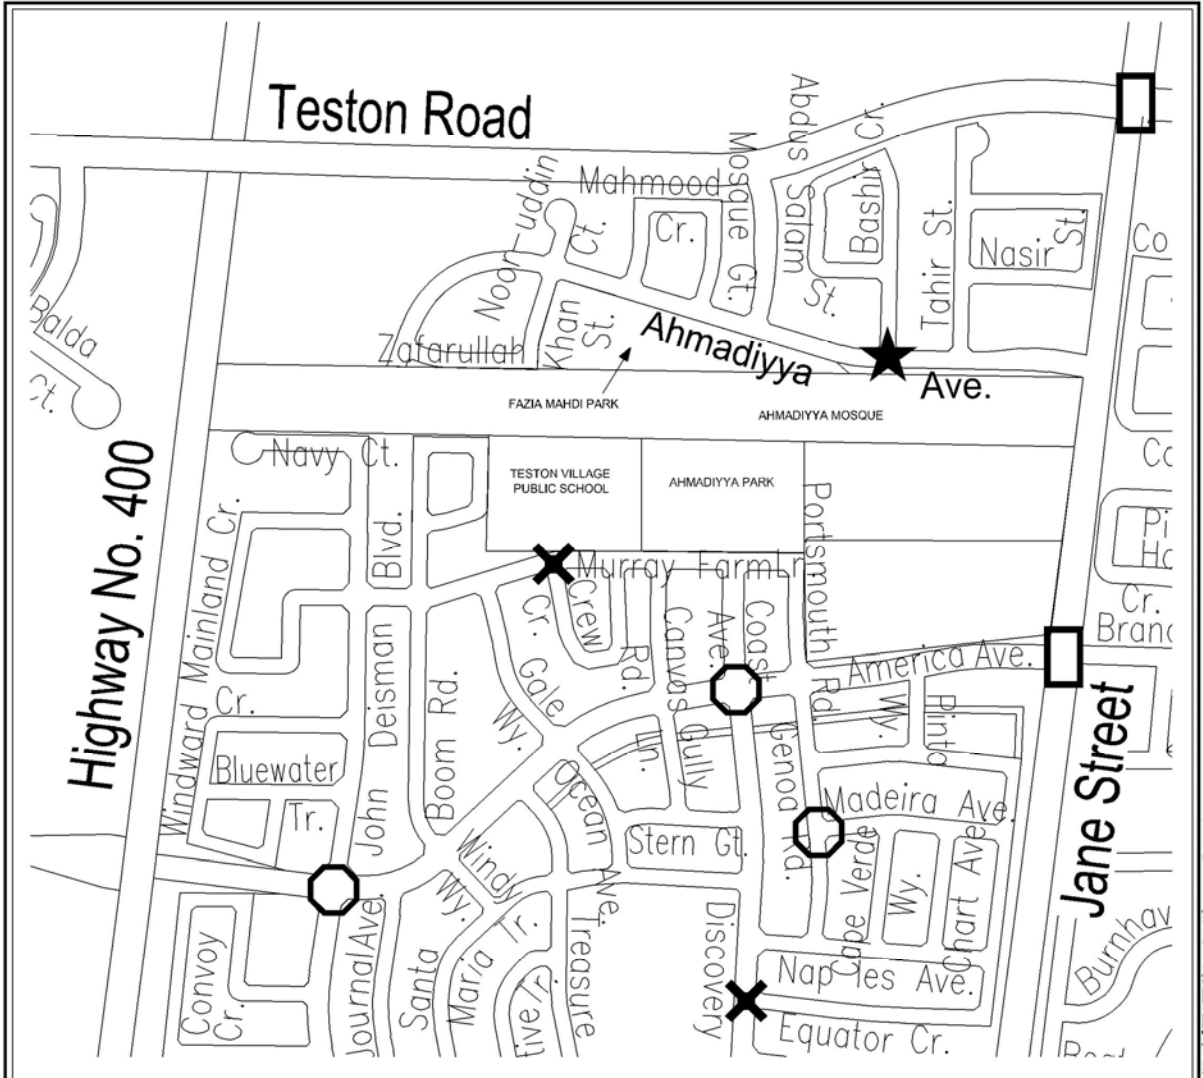 Teston Road
Abdus Salam St.
Bashir Cr.
Mosque Gt.
Mahmood Cr.
Noor-uddin Ct.
Tahir St.
Nasir St.
Co
Balda Ct.
Zafarullah Khan St.
Ahmadiyya Ave.
FAZIA MAHDI PARK
AHMADIYYA MOSQUE
Navy Ct.
TESTON VILLAGE
PUBLIC SCHOOL
AHMADIYYA PARK
Highway No. 400
Windward Mainland Cr.
Cr.
John Deisman Blvd.
Murray Farm Ln
Portsmouth Rd.
Crew Cr.
Gale Wy.
Rd.
Canvas
Coast Ave.
America Ave.
Cr.
Boom Rd.
Bluewater Tr.
Gully Ln.
Genoa Rd.
Pinto Wy.
Ocean Ave.
Madeira Ave.
Stern Gt.
Windy Wy.
Cape Verde Wy.
Chart Ave.
Jane Street
Convoy Cr.
Journal Ave.
Santa Maria Tr.
Treasure
Discovery
Naples Ave.
Equator Cr.
Burnhav